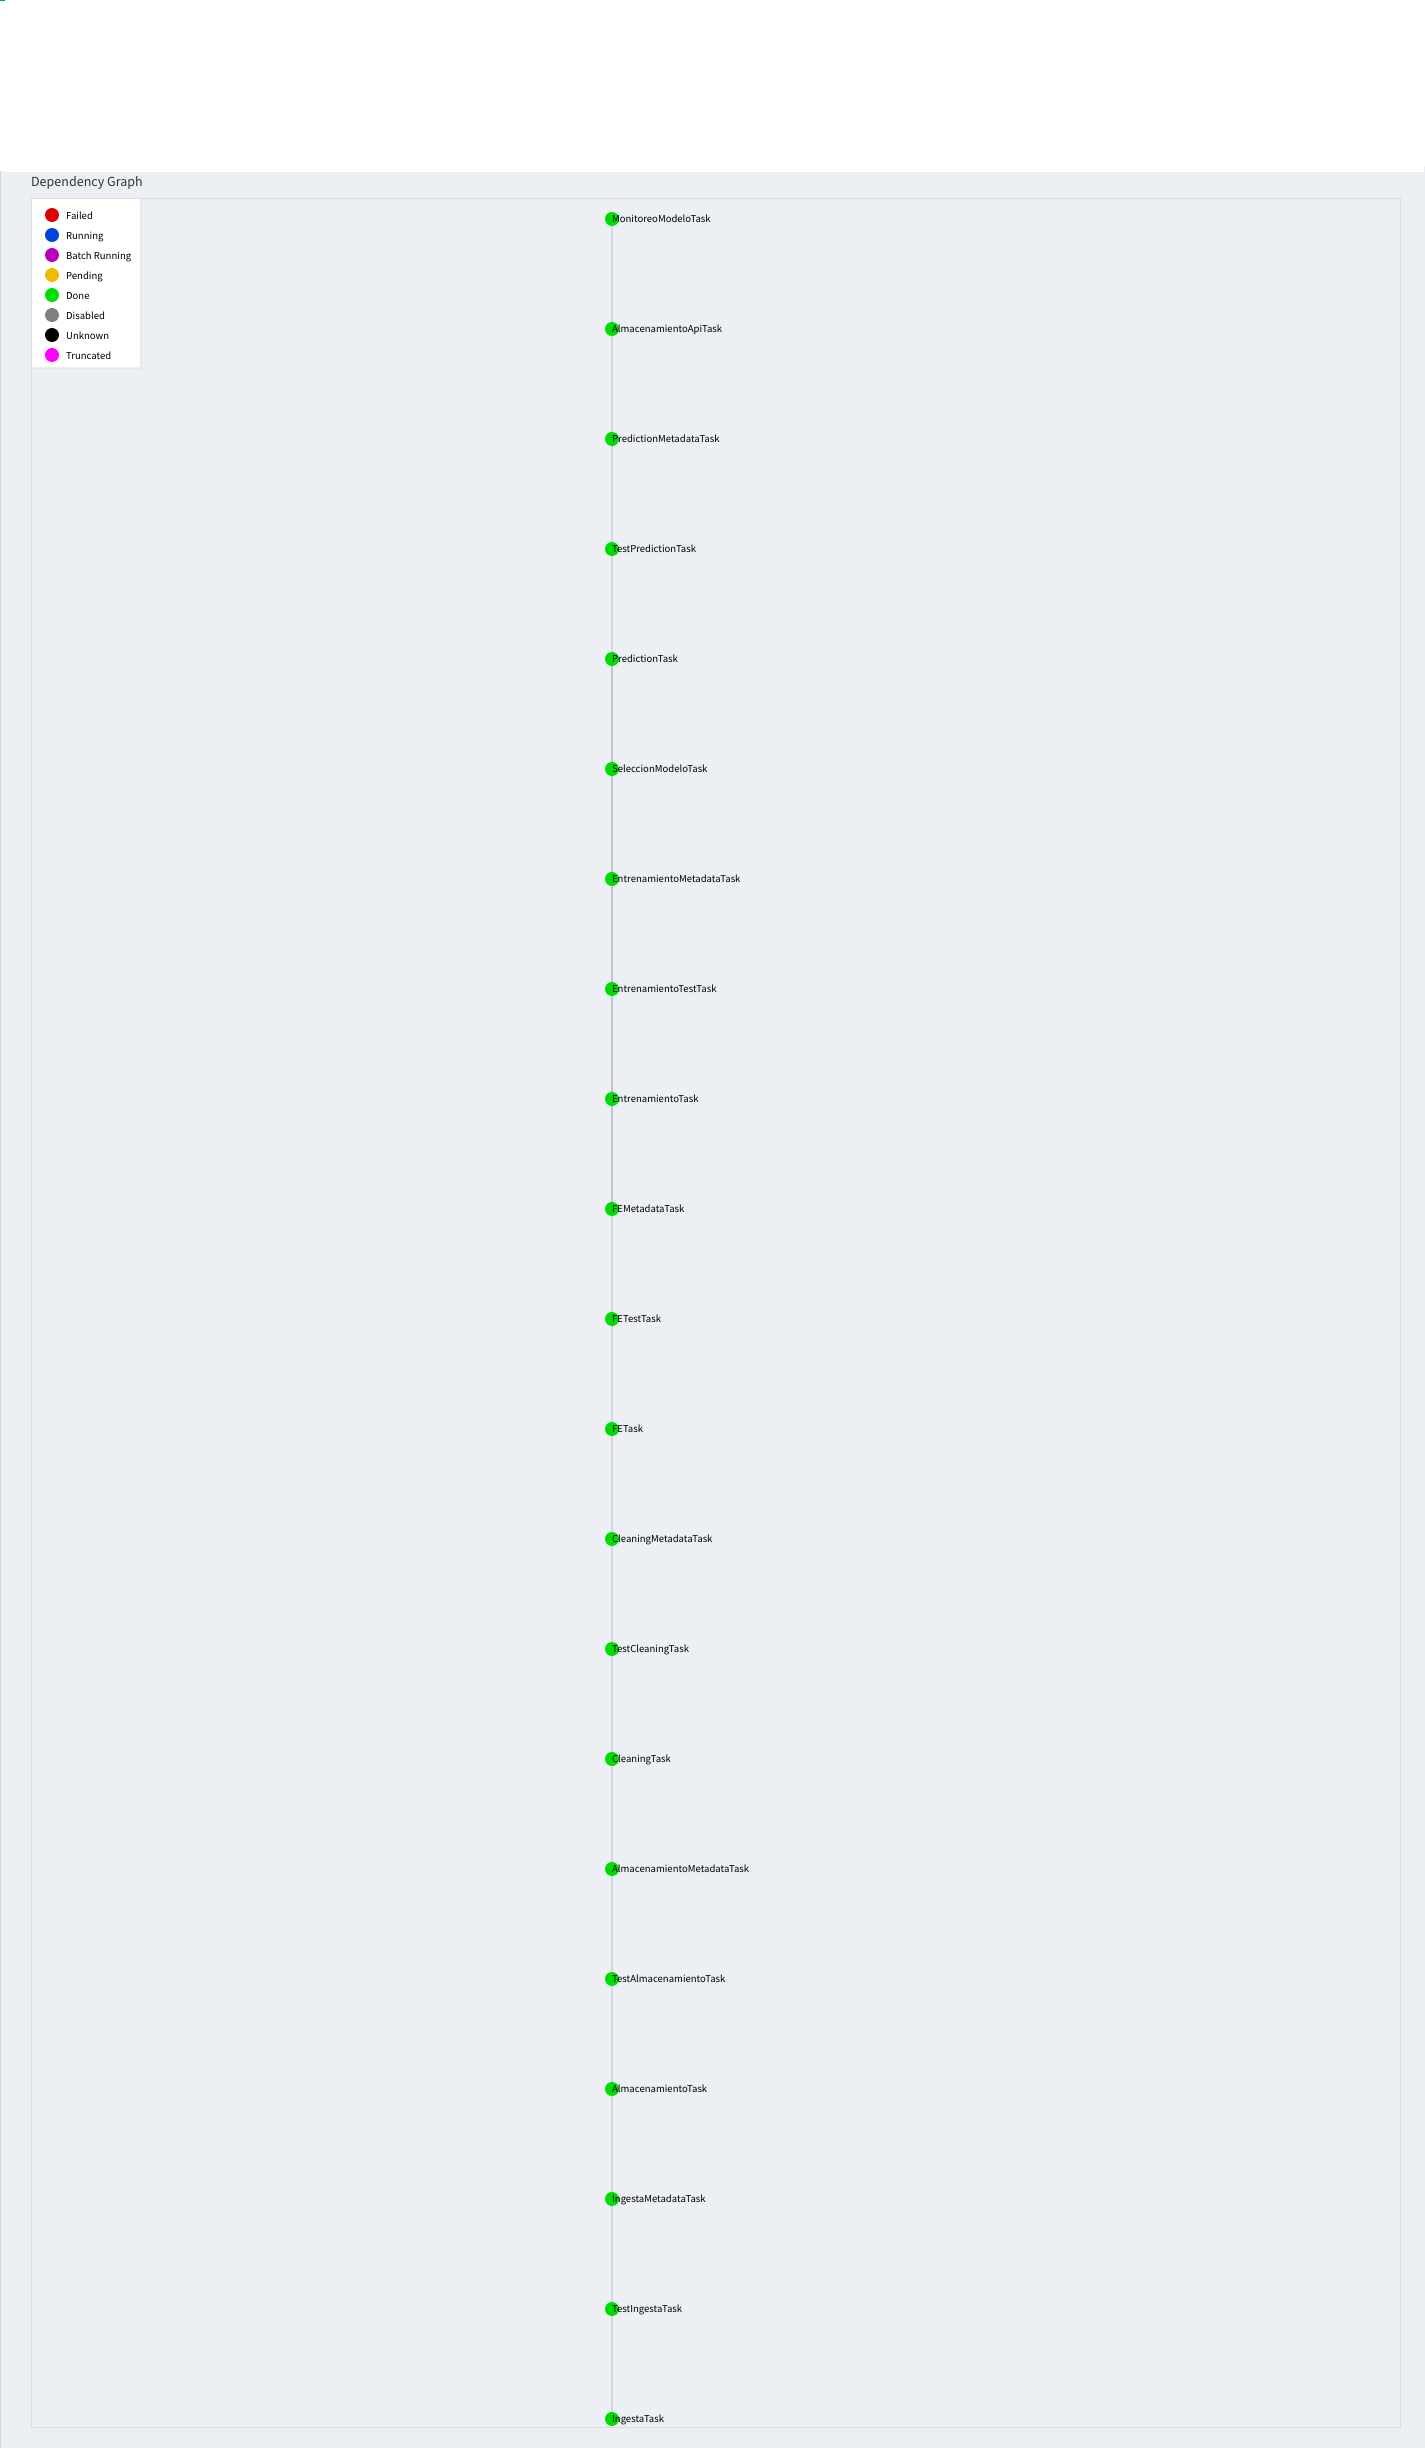 Dependency Graph
Failed
Running
Batch Running
Pending
Done
Disabled
Unknown
Truncated
MonitoreoModeloTask
AlmacenamientoApiTask
PredictionMetadataTask
TestPredictionTask
PredictionTask
SeleccionModeloTask
EntrenamientoMetadataTask
EntrenamientoTestTask
EntrenamientoTask
FEMetadataTask
FETestTask
FETask
CleaningMetadataTask
TestCleaningTask
CleaningTask
AlmacenamientoMetadataTask
TestAlmacenamientoTask
AlmacenamientoTask
IngestaMetadataTask
TestIngestaTask
IngestaTask